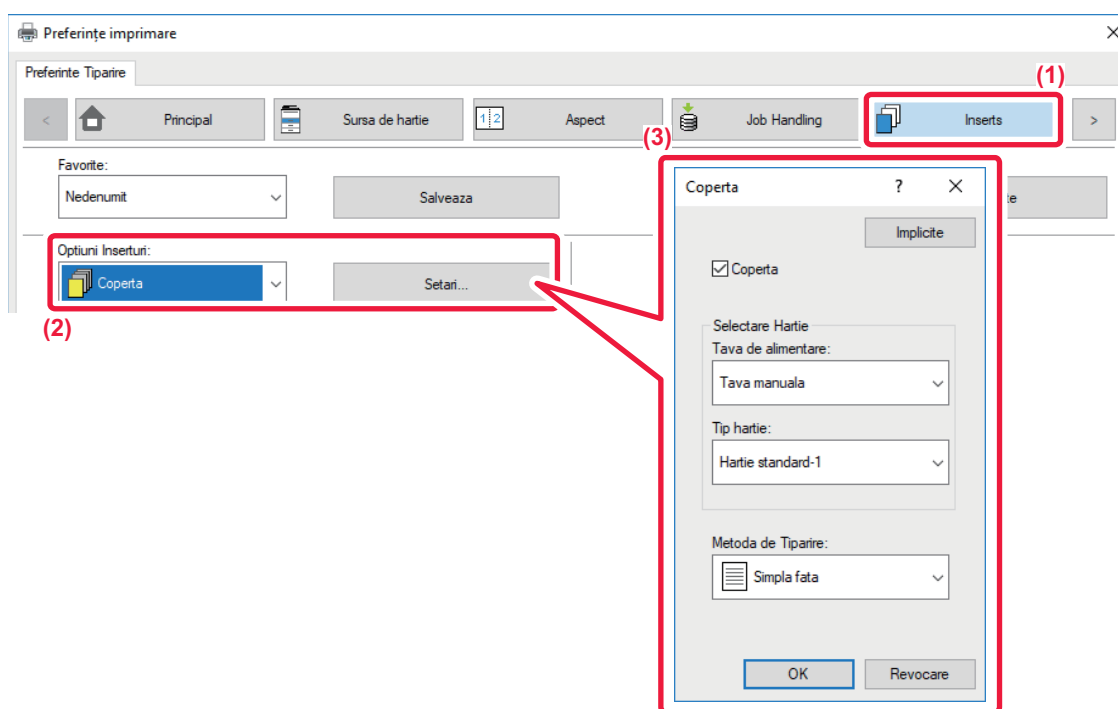 Preferințe imprimare
Preferinte Tiparire
(1)
< Principal Sursa de hartie 1 2 Aspect Job Handling Inserts >
(3)
Favorite:
Nedenumit Salveaza
Optiuni Inserturi:
Coperta Setari...
(2)
Coperta ?
Implicite
Coperta
Selectare Hartie
Tava de alimentare:
Tava manuala
Tip hartie:
Hartie standard-1
Metoda de Tiparire:
Simpla fata
OK Revocare